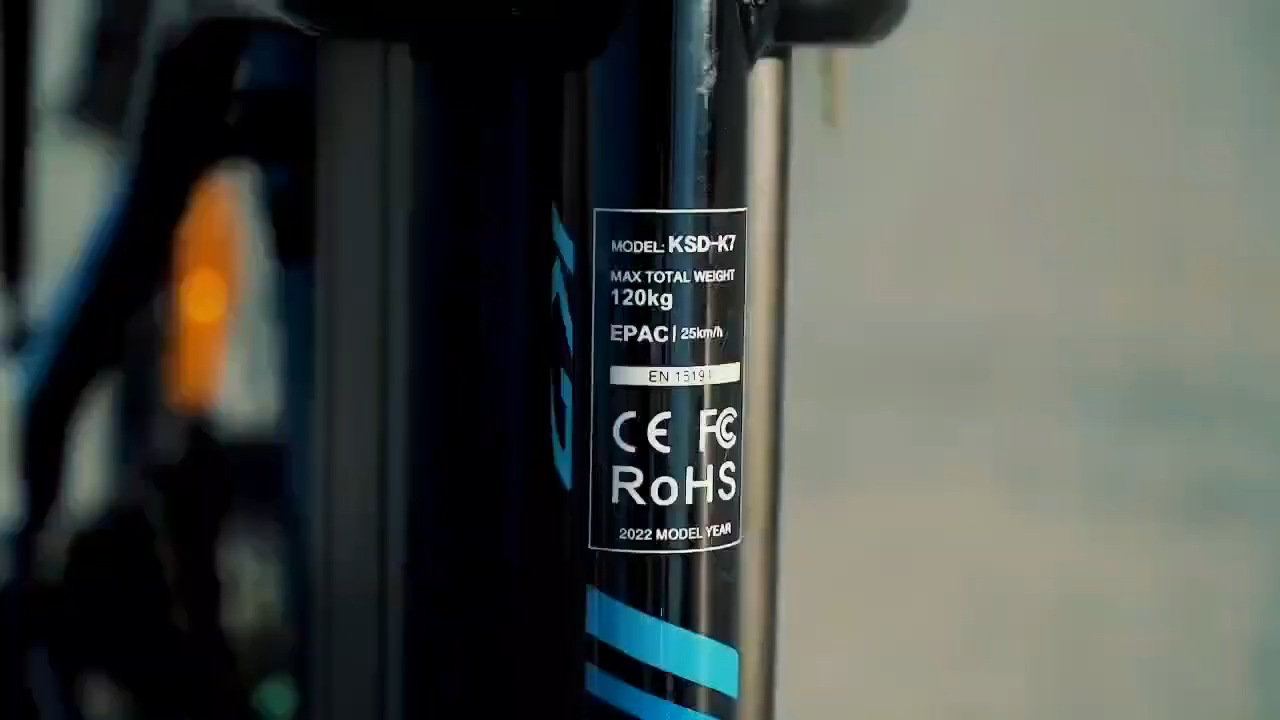 MODEL: KSD-K7
MAX TOTAL WEIGHT
120kg
EPAC | 25km/h
EN 15194
CE FC
RoHS
2022 MODEL YEAR